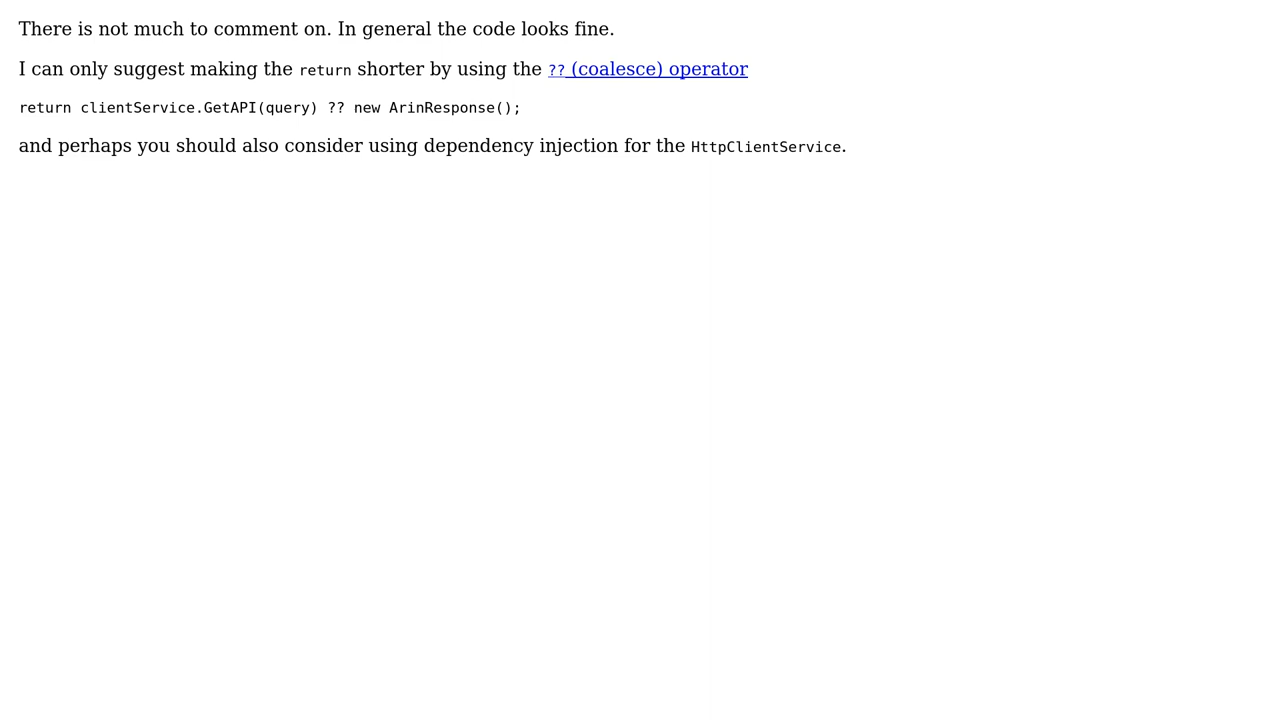 There is not much to comment on. In general the code looks fine.
I can only suggest making the return shorter by using the ?? (coalesce) operator
return clientService.GetAPI(query) ?? new ArinResponse();
and perhaps you should also consider using dependency injection for the HttpClientService.